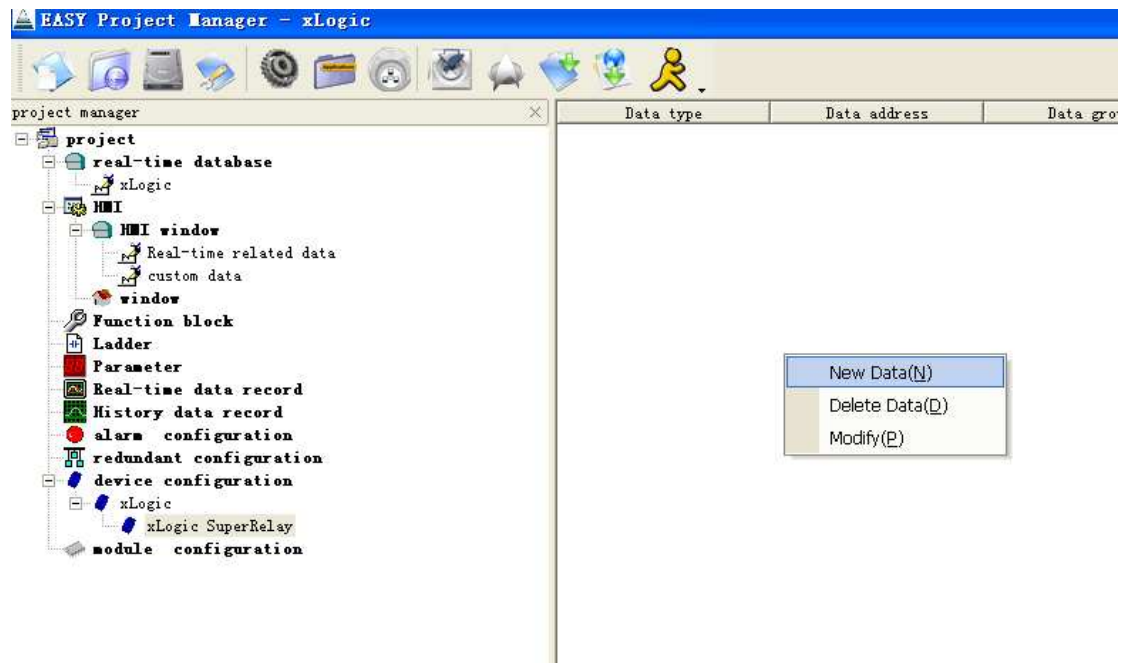 EASY Project Manager - xLogic
project manager
Data type Data address Data gro
project
real-time database
xLogic
HMI
HMI window
Real-time related data
custom data
window
Function block
Ladder
Parameter
Real-time data record
History data record
alarm configuration
redundant configuration
device configuration
xLogic
xLogic SuperRelay
module configuration
New Data(N)
Delete Data(D)
Modify(P)